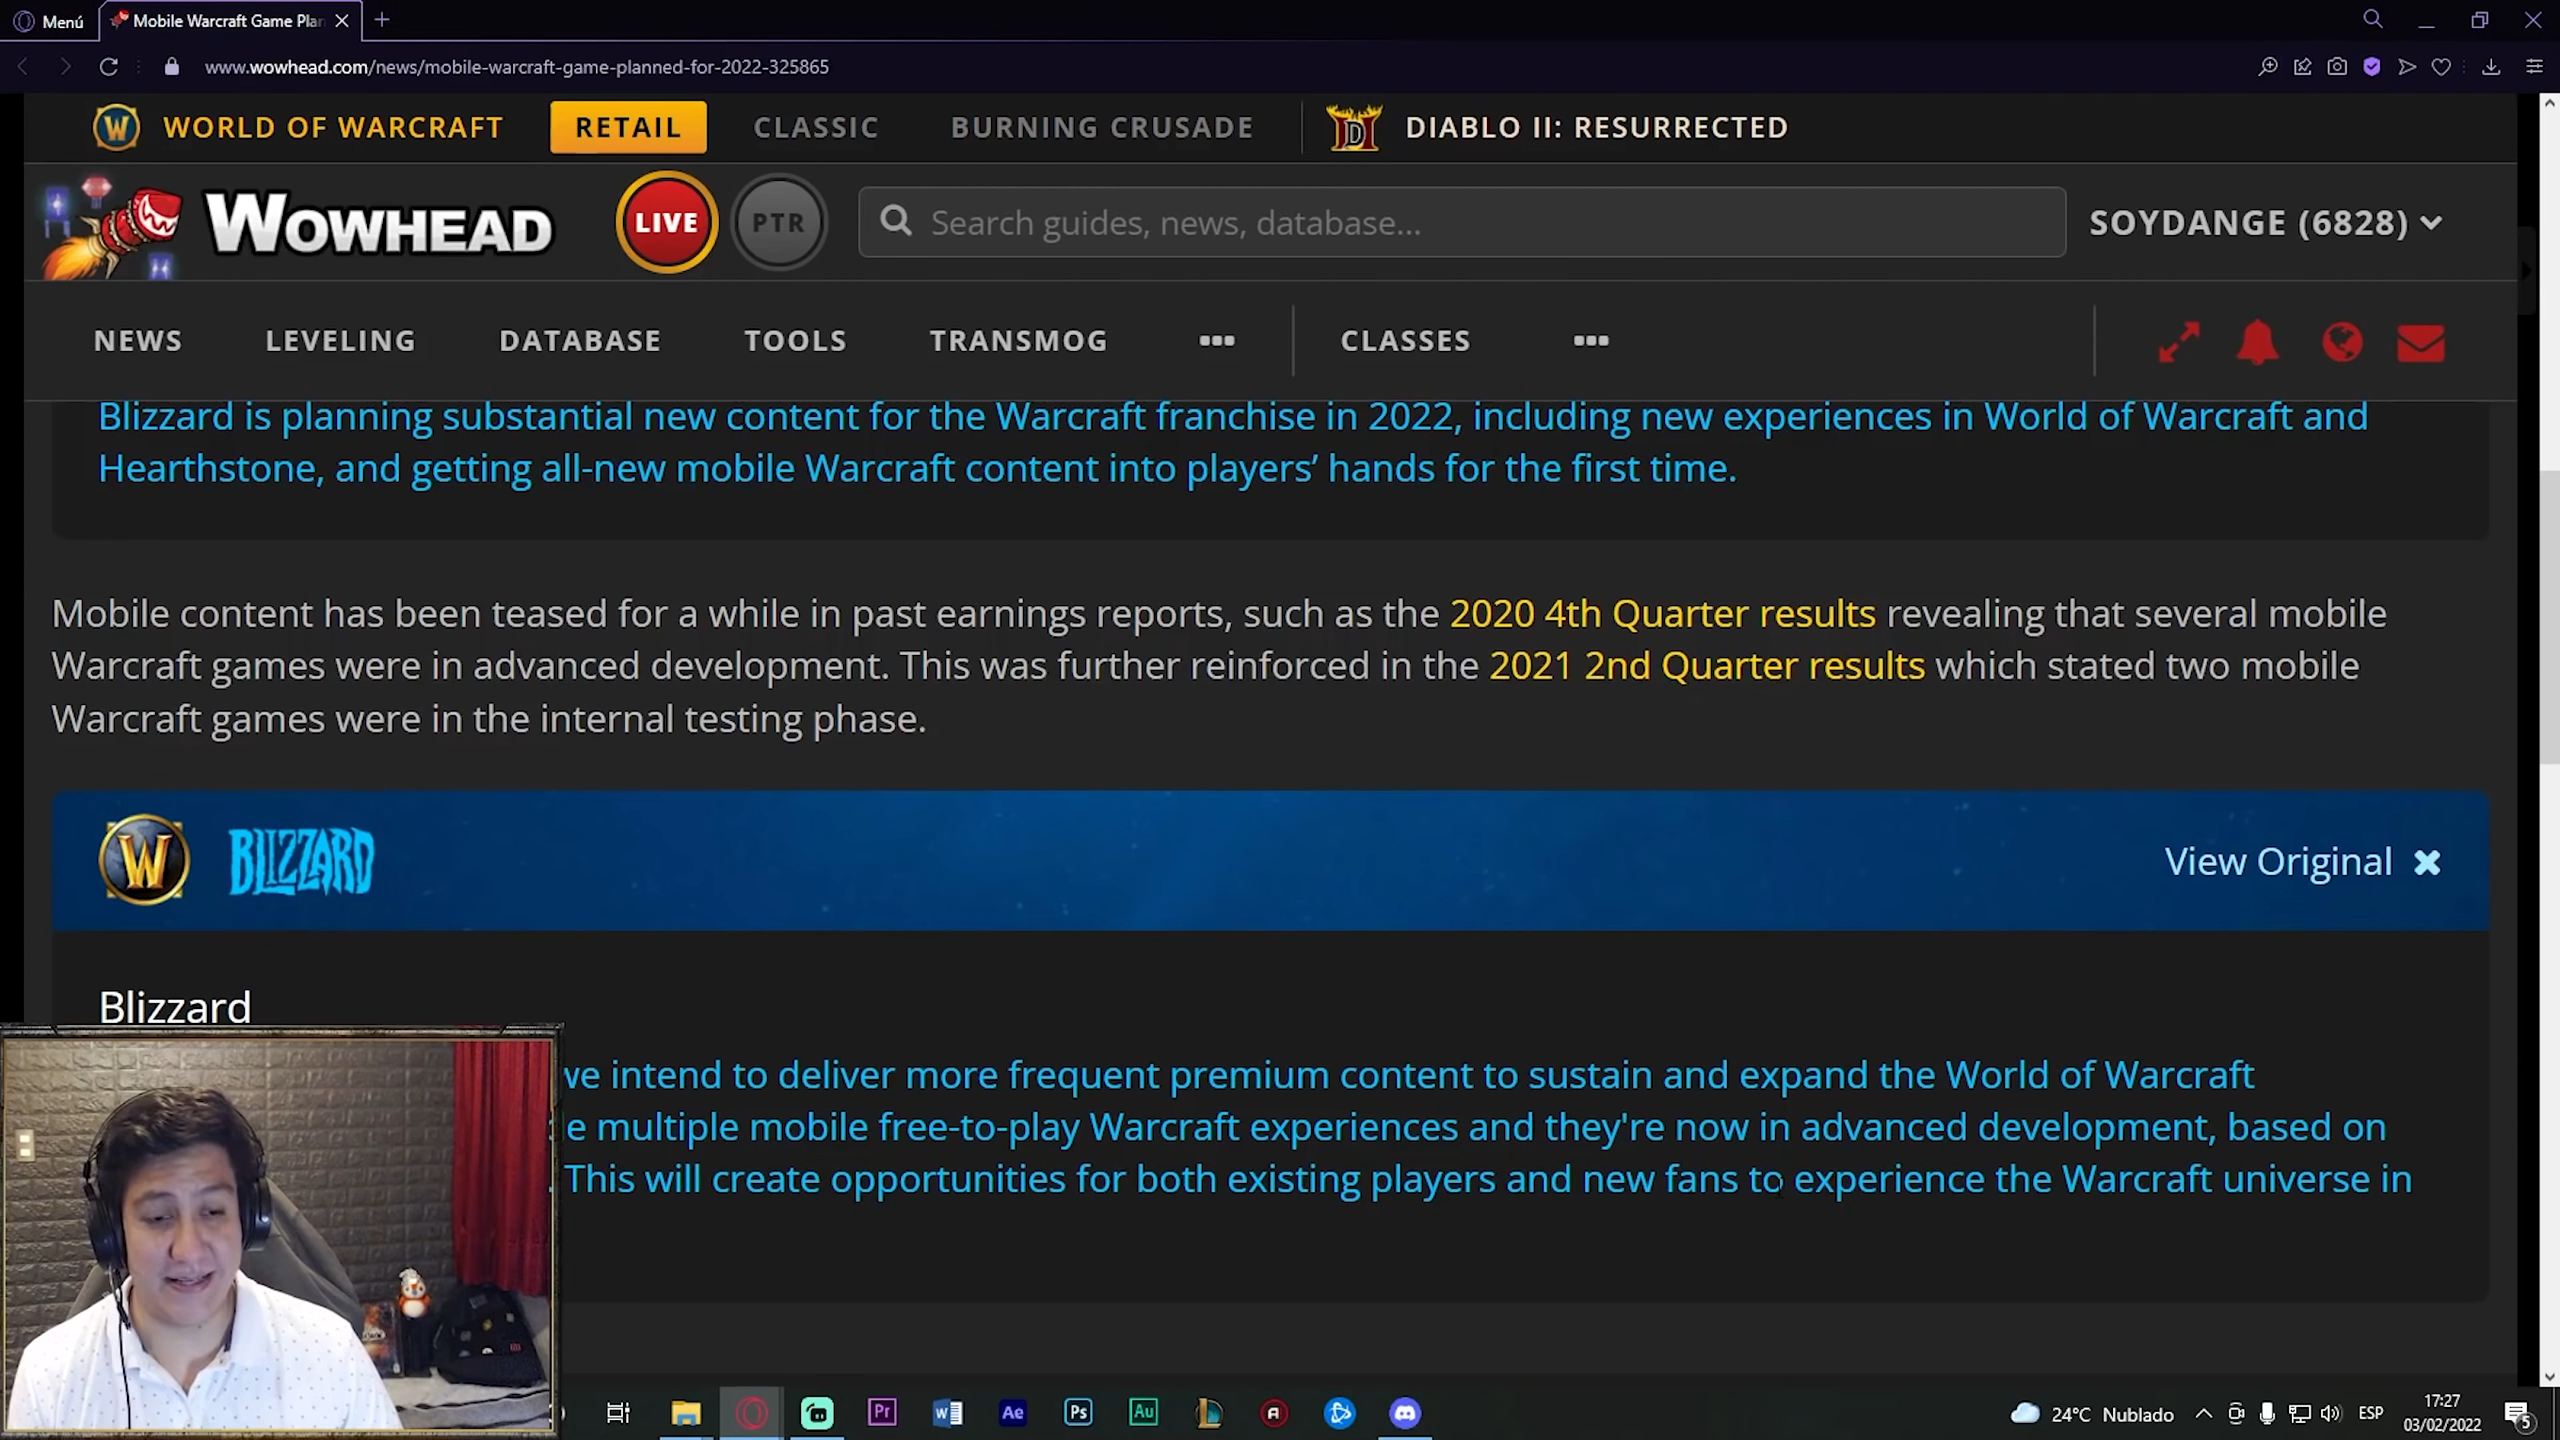 Menú
Mobile Warcraft Game Plan
www.wowhead.com/news/mobile-warcraft-game-planned-for-2022-325865
WORLD OF WARCRAFT RETAIL CLASSIC BURNING CRUSADE DIABLO II: RESURRECTED
WOWHEAD LIVE PTR Search guides, news, database... SOYDANGE (6828)
NEWS LEVELING DATABASE TOOLS TRANSMOG ••• CLASSES •••
Blizzard is planning substantial new content for the Warcraft franchise in 2022, including new experiences in World of Warcraft and
Hearthstone, and getting all-new mobile Warcraft content into players’ hands for the first time.
Mobile content has been teased for a while in past earnings reports, such as the 2020 4th Quarter results revealing that several mobile
Warcraft games were in advanced development. This was further reinforced in the 2021 2nd Quarter results which stated two mobile
Warcraft games were in the internal testing phase.
W BLIZZARD View Original
Blizzard
we intend to deliver more frequent premium content to sustain and expand the World of Warcraft
multiple mobile free-to-play Warcraft experiences and they're now in advanced development, based on
. This will create opportunities for both existing players and new fans to experience the Warcraft universe in
Pr W Ae Ps Au
24°C Nublado ESP 17:27
03/02/2022 5